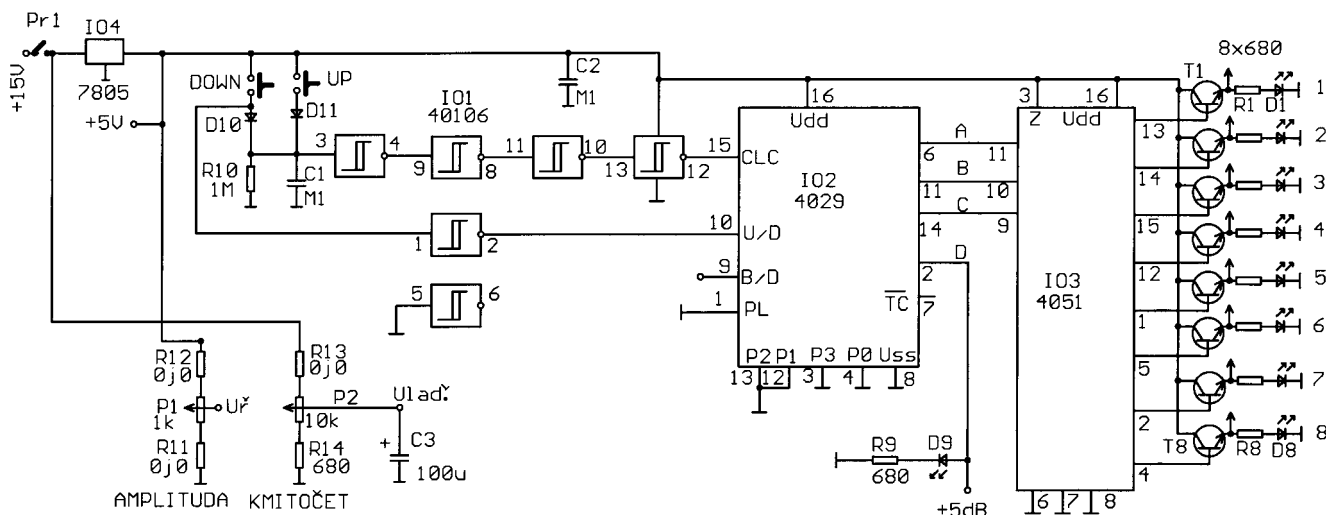 Pr1
IO4
+15V
7805
+5V
DOWN
UP
D10
D11
R10
1M
C1
M1
C2
M1
IO1
40106
3
4
9
8
11
10
13
12
1
2
5
6
15
CLC
10
U/D
9
B/D
1
PL
16
Udd
IO2
4029
6
A
11
11
B
10
14
C
9
2
D
TC
7
P2
P1
P3
P0
Uss
13
12
3
4
8
R9
680
D9
+5dB
3
16
Z
Udd
IO3
4051
6
7
8
13
14
15
12
1
5
2
4
8x680
T1
R1
D1
1
2
3
4
5
6
7
T8
R8
D8
8
R12
0j0
P1
1k
Uř
R11
0j0
AMPLITUDA
R13
0j0
P2
10k
R14
680
KMITOČET
Ulaď.
+
C3
100u